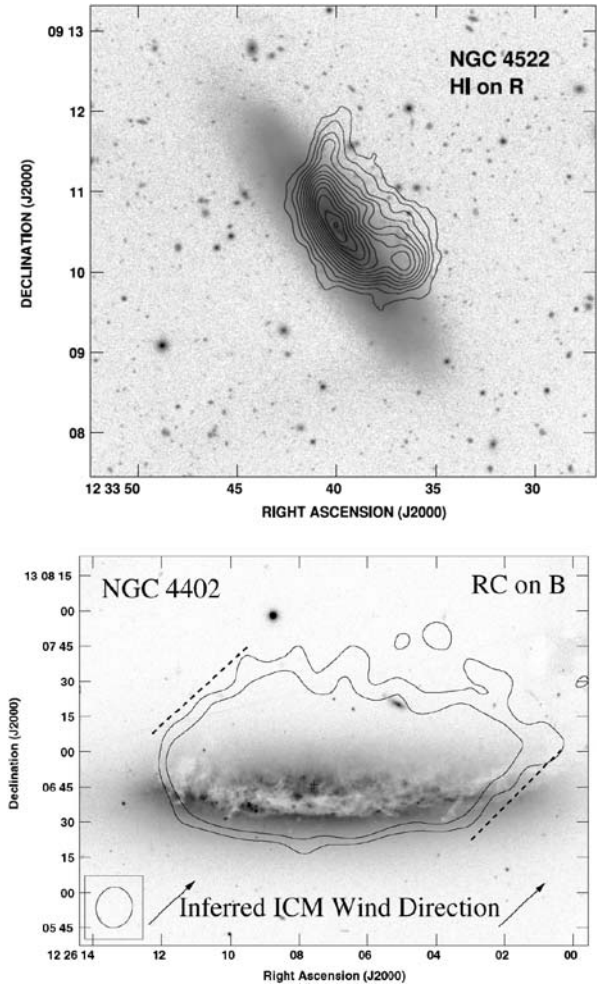 NGC 4522
HI on R
DECLINATION (J2000)
09 13
12
11
10
09
08
12 33 50
45
40
35
30
RIGHT ASCENSION (J2000)
NGC 4402
RC on B
Declination (J2000)
13 08 15
00
07 45
30
15
00
06 45
30
15
00
05 45
Inferred ICM Wind Direction
12 26 14
12
10
08
06
04
02
00
Right Ascension (J2000)